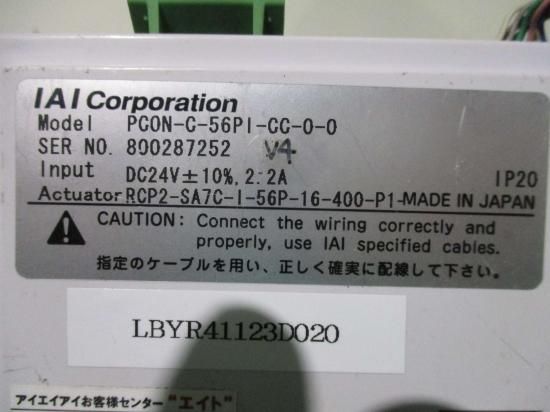 IAI Corporation
Model PCON-C-56PI-CC-0-0
SER NO. 800287252 V4
Input DC24V±10%, 2.2A IP20
Actuator RCP2-SA7C-I-56P-16-400-P1- MADE IN JAPAN
CAUTION: Connect the wiring correctly and
properly, use IAI specified cables.
指定のケーブルを用い、正しく確実に配線して下さい。
LBYR41123D020
アイエイアイお客様センター "エイト"